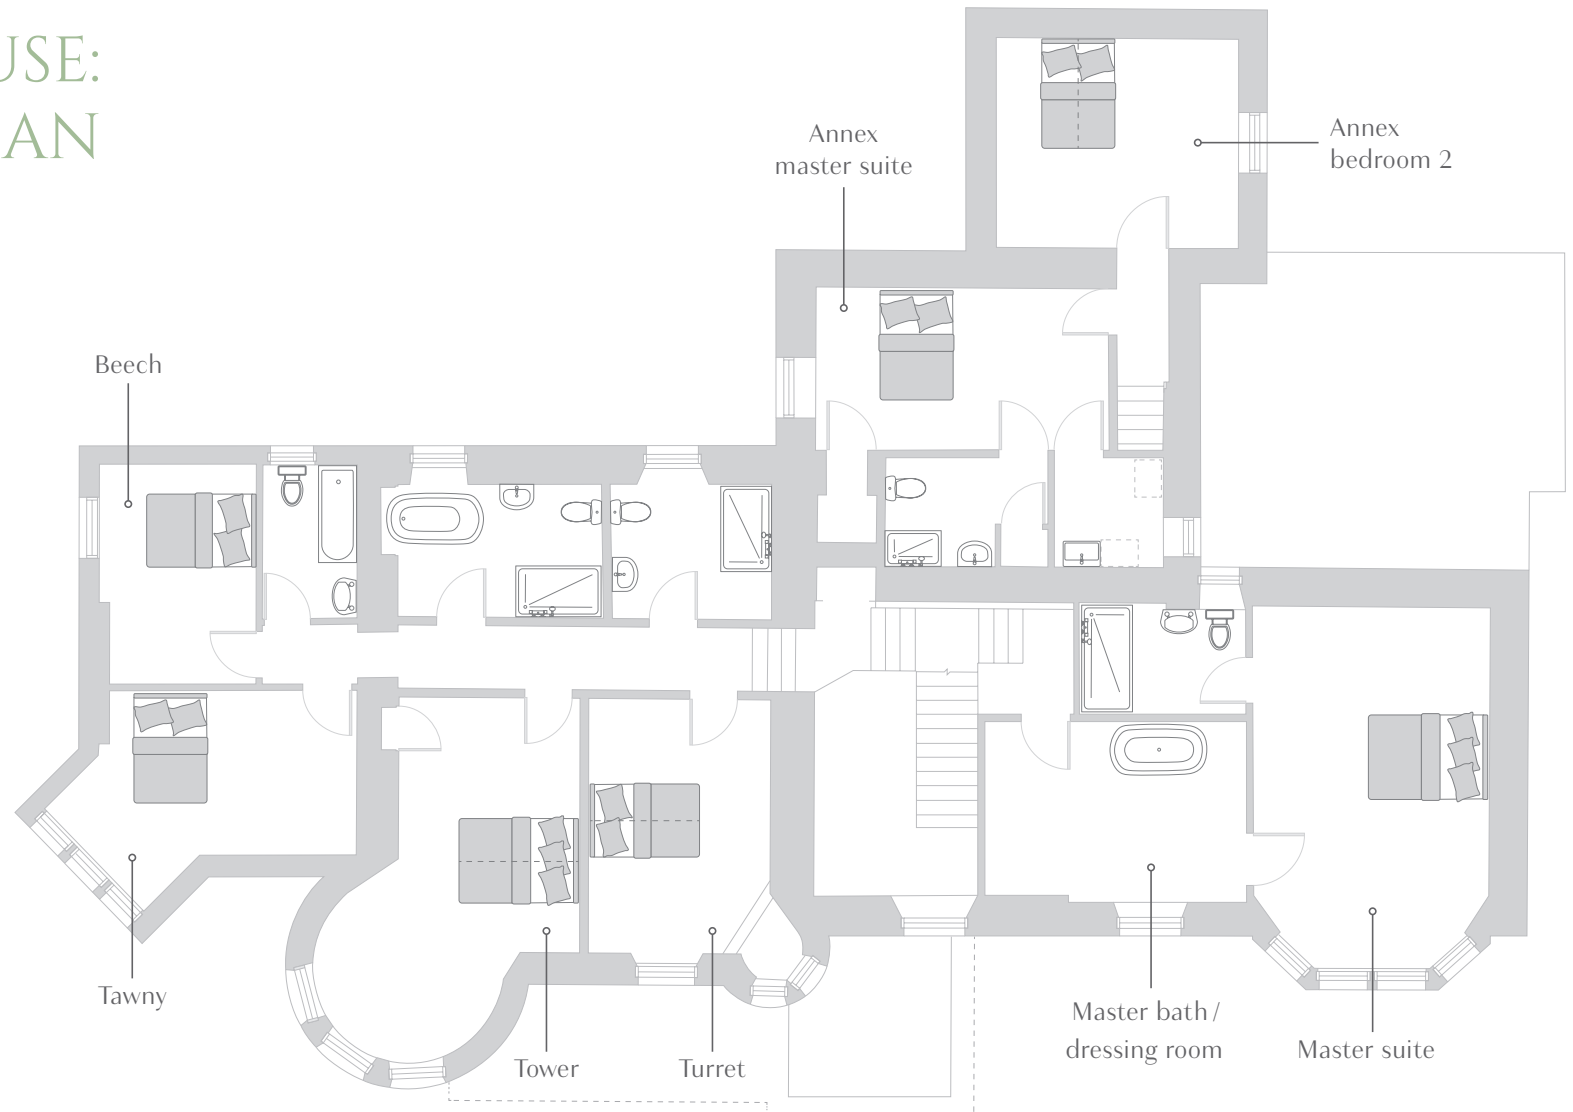 USE:
AN
Annex
master suite
Annex
bedroom 2
Beech
Tawny
Tower
Turret
Master bath /
dressing room
Master suite